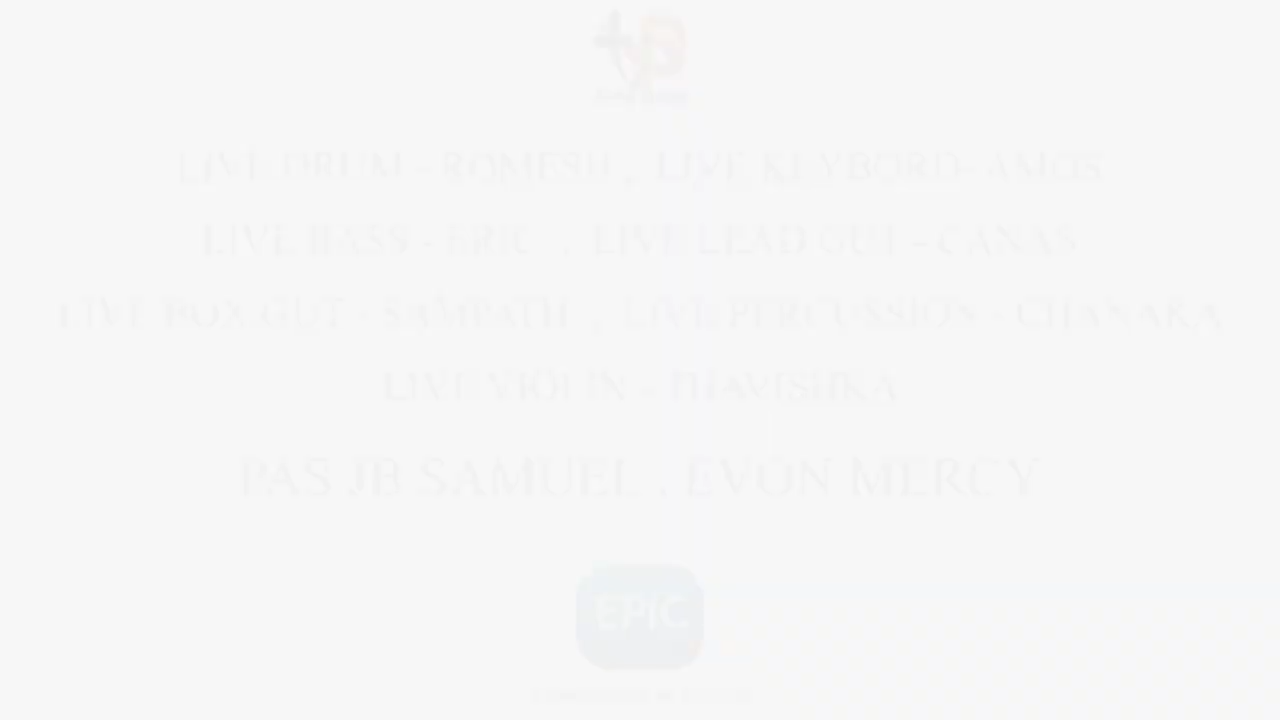 LIVE DRUM - ROMESH , LIVE KEYBORD- AMOS
LIVE BASS - ERIC , LIVE LEAD GUT - CANAS
LIVE BOX GUT - SAMPATH , LIVE PERCUSSION - CHANAKA
LIVE VIOLIN - THAVISHKA
PAS JB SAMUEL . EVON MERCY
EPIC